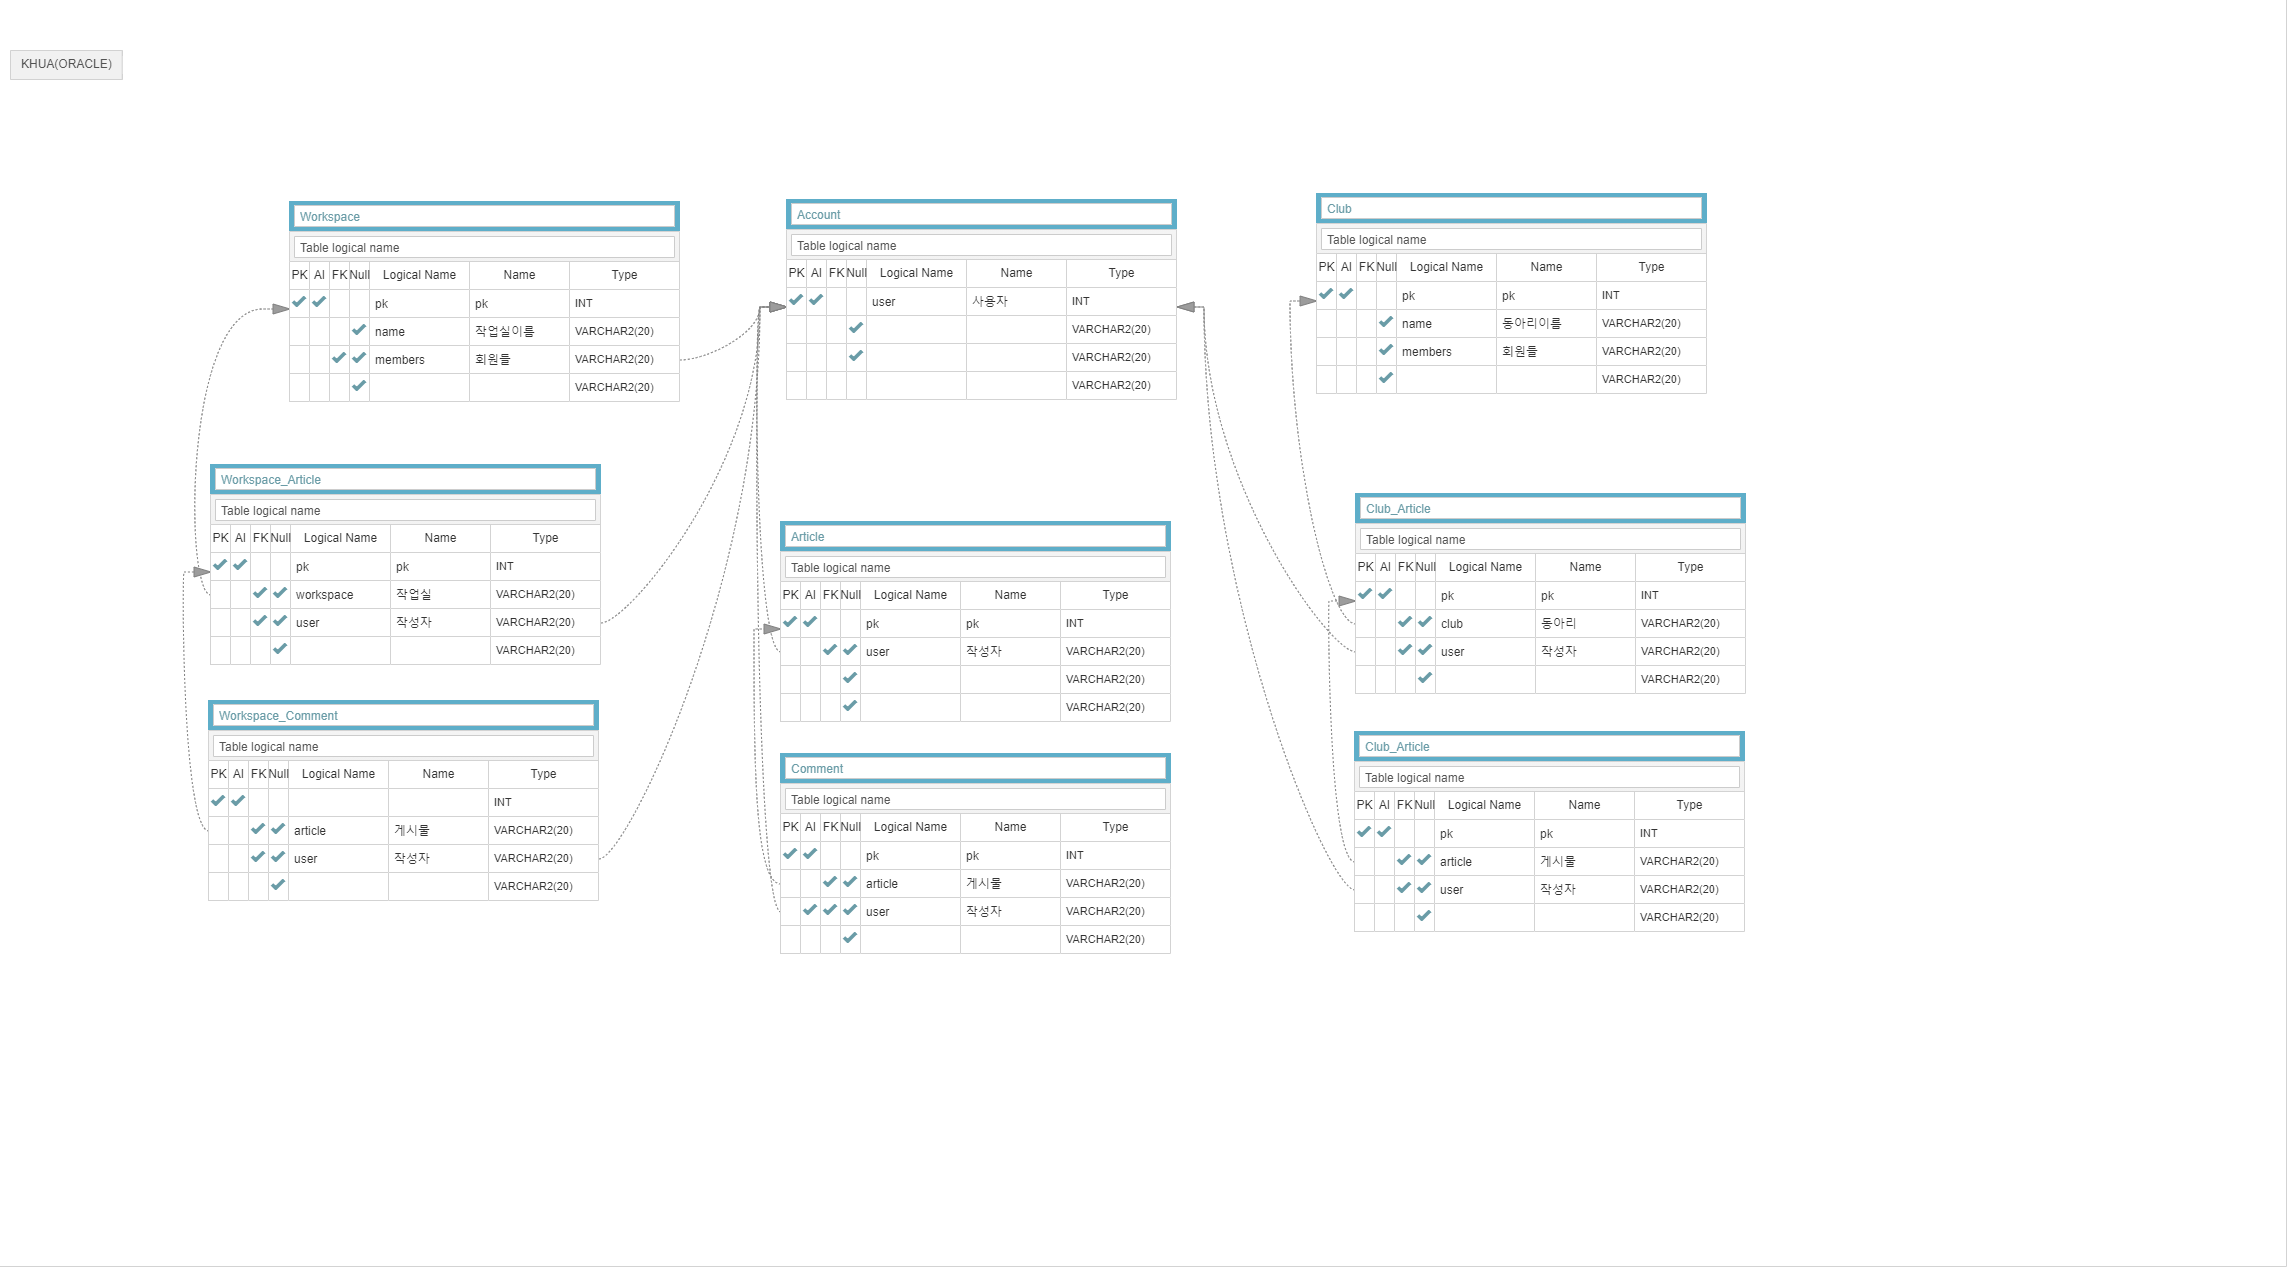 KHUA(ORACLE)
Workspace
Table logical name
PK AI FK Null Logical Name Name Type
pk pk INT
name 작업실이름 VARCHAR2(20)
members 회원들 VARCHAR2(20)
VARCHAR2(20)
Account
Table logical name
PK AI FK Null Logical Name Name Type
user 사용자 INT
VARCHAR2(20)
VARCHAR2(20)
VARCHAR2(20)
Club
Table logical name
PK AI FK Null Logical Name Name Type
pk pk INT
name 동아리이름 VARCHAR2(20)
members 회원들 VARCHAR2(20)
VARCHAR2(20)
Workspace_Article
Table logical name
PK AI FK Null Logical Name Name Type
pk pk INT
workspace 작업실 VARCHAR2(20)
user 작성자 VARCHAR2(20)
VARCHAR2(20)
Article
Table logical name
PK AI FK Null Logical Name Name Type
pk pk INT
user 작성자 VARCHAR2(20)
VARCHAR2(20)
VARCHAR2(20)
Club_Article
Table logical name
PK AI FK Null Logical Name Name Type
pk pk INT
club 동아리 VARCHAR2(20)
user 작성자 VARCHAR2(20)
VARCHAR2(20)
Workspace_Comment
Table logical name
PK AI FK Null Logical Name Name Type
INT
article 게시물 VARCHAR2(20)
user 작성자 VARCHAR2(20)
VARCHAR2(20)
Comment
Table logical name
PK AI FK Null Logical Name Name Type
pk pk INT
article 게시물 VARCHAR2(20)
user 작성자 VARCHAR2(20)
VARCHAR2(20)
Club_Article
Table logical name
PK AI FK Null Logical Name Name Type
pk pk INT
article 게시물 VARCHAR2(20)
user 작성자 VARCHAR2(20)
VARCHAR2(20)